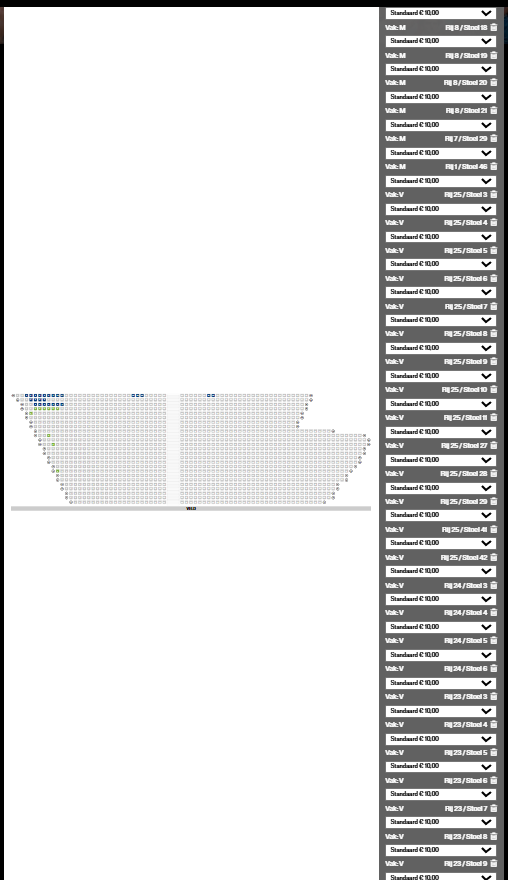 Standaard € 10,00
Vak: M Rij 8 / Stoel 18
Standaard € 10,00
Vak: M Rij 8 / Stoel 19
Standaard € 10,00
Vak: M Rij 8 / Stoel 20
Standaard € 10,00
Vak: M Rij 8 / Stoel 21
Standaard € 10,00
Vak: M Rij 7 / Stoel 29
Standaard € 10,00
Vak: M Rij 1 / Stoel 46
Standaard € 10,00
Vak: V Rij 25 / Stoel 3
Standaard € 10,00
Vak: V Rij 25 / Stoel 4
Standaard € 10,00
Vak: V Rij 25 / Stoel 5
Standaard € 10,00
Vak: V Rij 25 / Stoel 6
Standaard € 10,00
Vak: V Rij 25 / Stoel 7
Standaard € 10,00
Vak: V Rij 25 / Stoel 8
Standaard € 10,00
Vak: V Rij 25 / Stoel 9
Standaard € 10,00
Vak: V Rij 25 / Stoel 10
Standaard € 10,00
Vak: V Rij 25 / Stoel 11
Standaard € 10,00
Vak: V Rij 25 / Stoel 27
Standaard € 10,00
Vak: V Rij 25 / Stoel 28
Standaard € 10,00
Vak: V Rij 25 / Stoel 29
Standaard € 10,00
Vak: V Rij 25 / Stoel 41
Standaard € 10,00
Vak: V Rij 25 / Stoel 42
Standaard € 10,00
Vak: V Rij 24 / Stoel 3
Standaard € 10,00
Vak: V Rij 24 / Stoel 4
Standaard € 10,00
Vak: V Rij 24 / Stoel 5
Standaard € 10,00
Vak: V Rij 24 / Stoel 6
Standaard € 10,00
Vak: V Rij 23 / Stoel 3
Standaard € 10,00
Vak: V Rij 23 / Stoel 4
Standaard € 10,00
Vak: V Rij 23 / Stoel 5
Standaard € 10,00
Vak: V Rij 23 / Stoel 6
Standaard € 10,00
Vak: V Rij 23 / Stoel 7
Standaard € 10,00
Vak: V Rij 23 / Stoel 8
Standaard € 10,00
Vak: V Rij 23 / Stoel 9
Standaard € 10,00
VELD